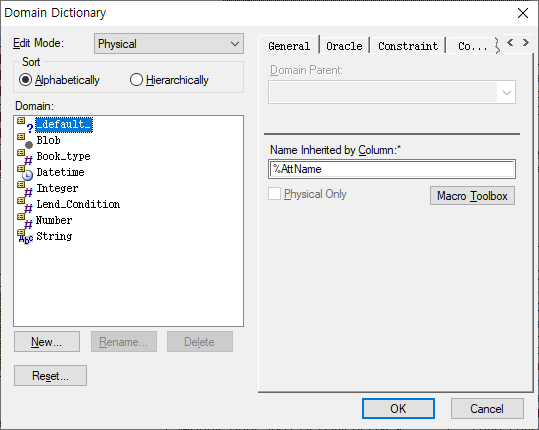 Domain Dictionary
Edit Mode:
Physical
Sort
Alphabetically
Hierarchically
Domain:
_default_
Blob
Book_type
Datetime
Integer
Lend_Condition
Number
String
New...
Rename...
Delete
Reset...
General
Oracle
Constraint
Co...
Domain Parent:
Name Inherited by Column:*
%AttName
Physical Only
Macro Toolbox
OK
Cancel